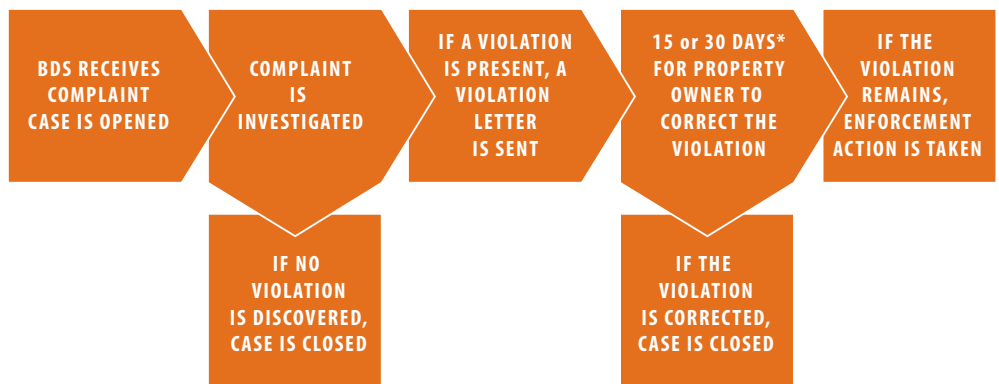 BDS RECEIVES
COMPLAINT
CASE IS OPENED
COMPLAINT
IS
INVESTIGATED
IF A VIOLATION
IS PRESENT, A
VIOLATION
LETTER
IS SENT
15 or 30 DAYS*
FOR PROPERTY
OWNER TO
CORRECT THE
VIOLATION
IF THE
VIOLATION
REMAINS,
ENFORCEMENT
ACTION IS TAKEN
IF NO
VIOLATION
IS DISCOVERED,
CASE IS CLOSED
IF THE
VIOLATION
IS CORRECTED,
CASE IS CLOSED